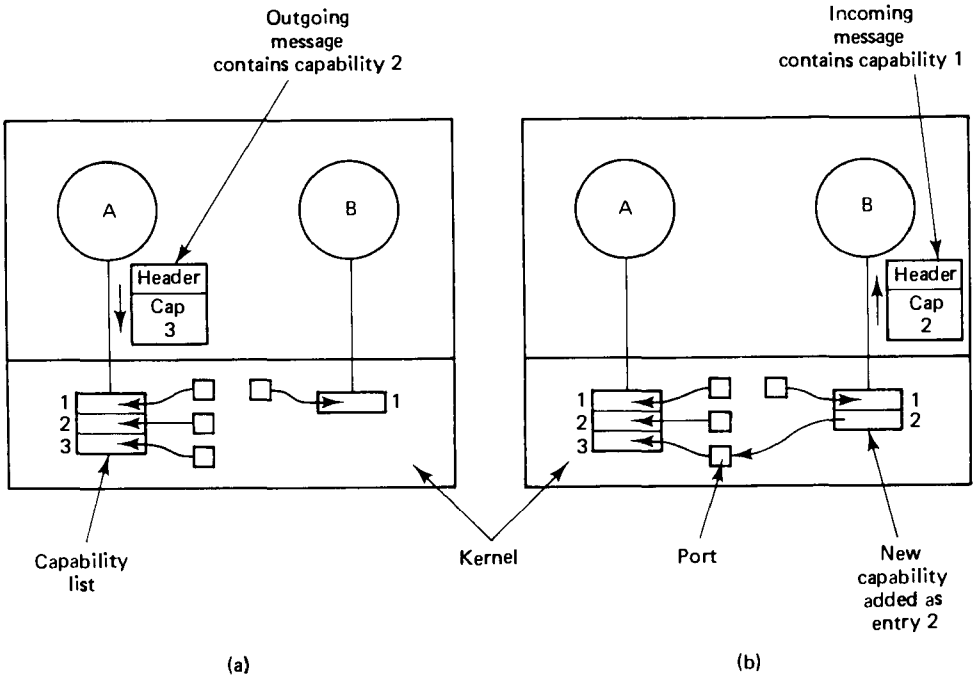 Outgoing
message
contains capability 2
Incoming
message
contains capability 1
A
B
Header
Cap
3
1
2
3
1
A
B
Header
Cap
2
1
2
3
1
2
Capability
list
Kernel
Port
New
capability
added as
entry 2
(a)
(b)